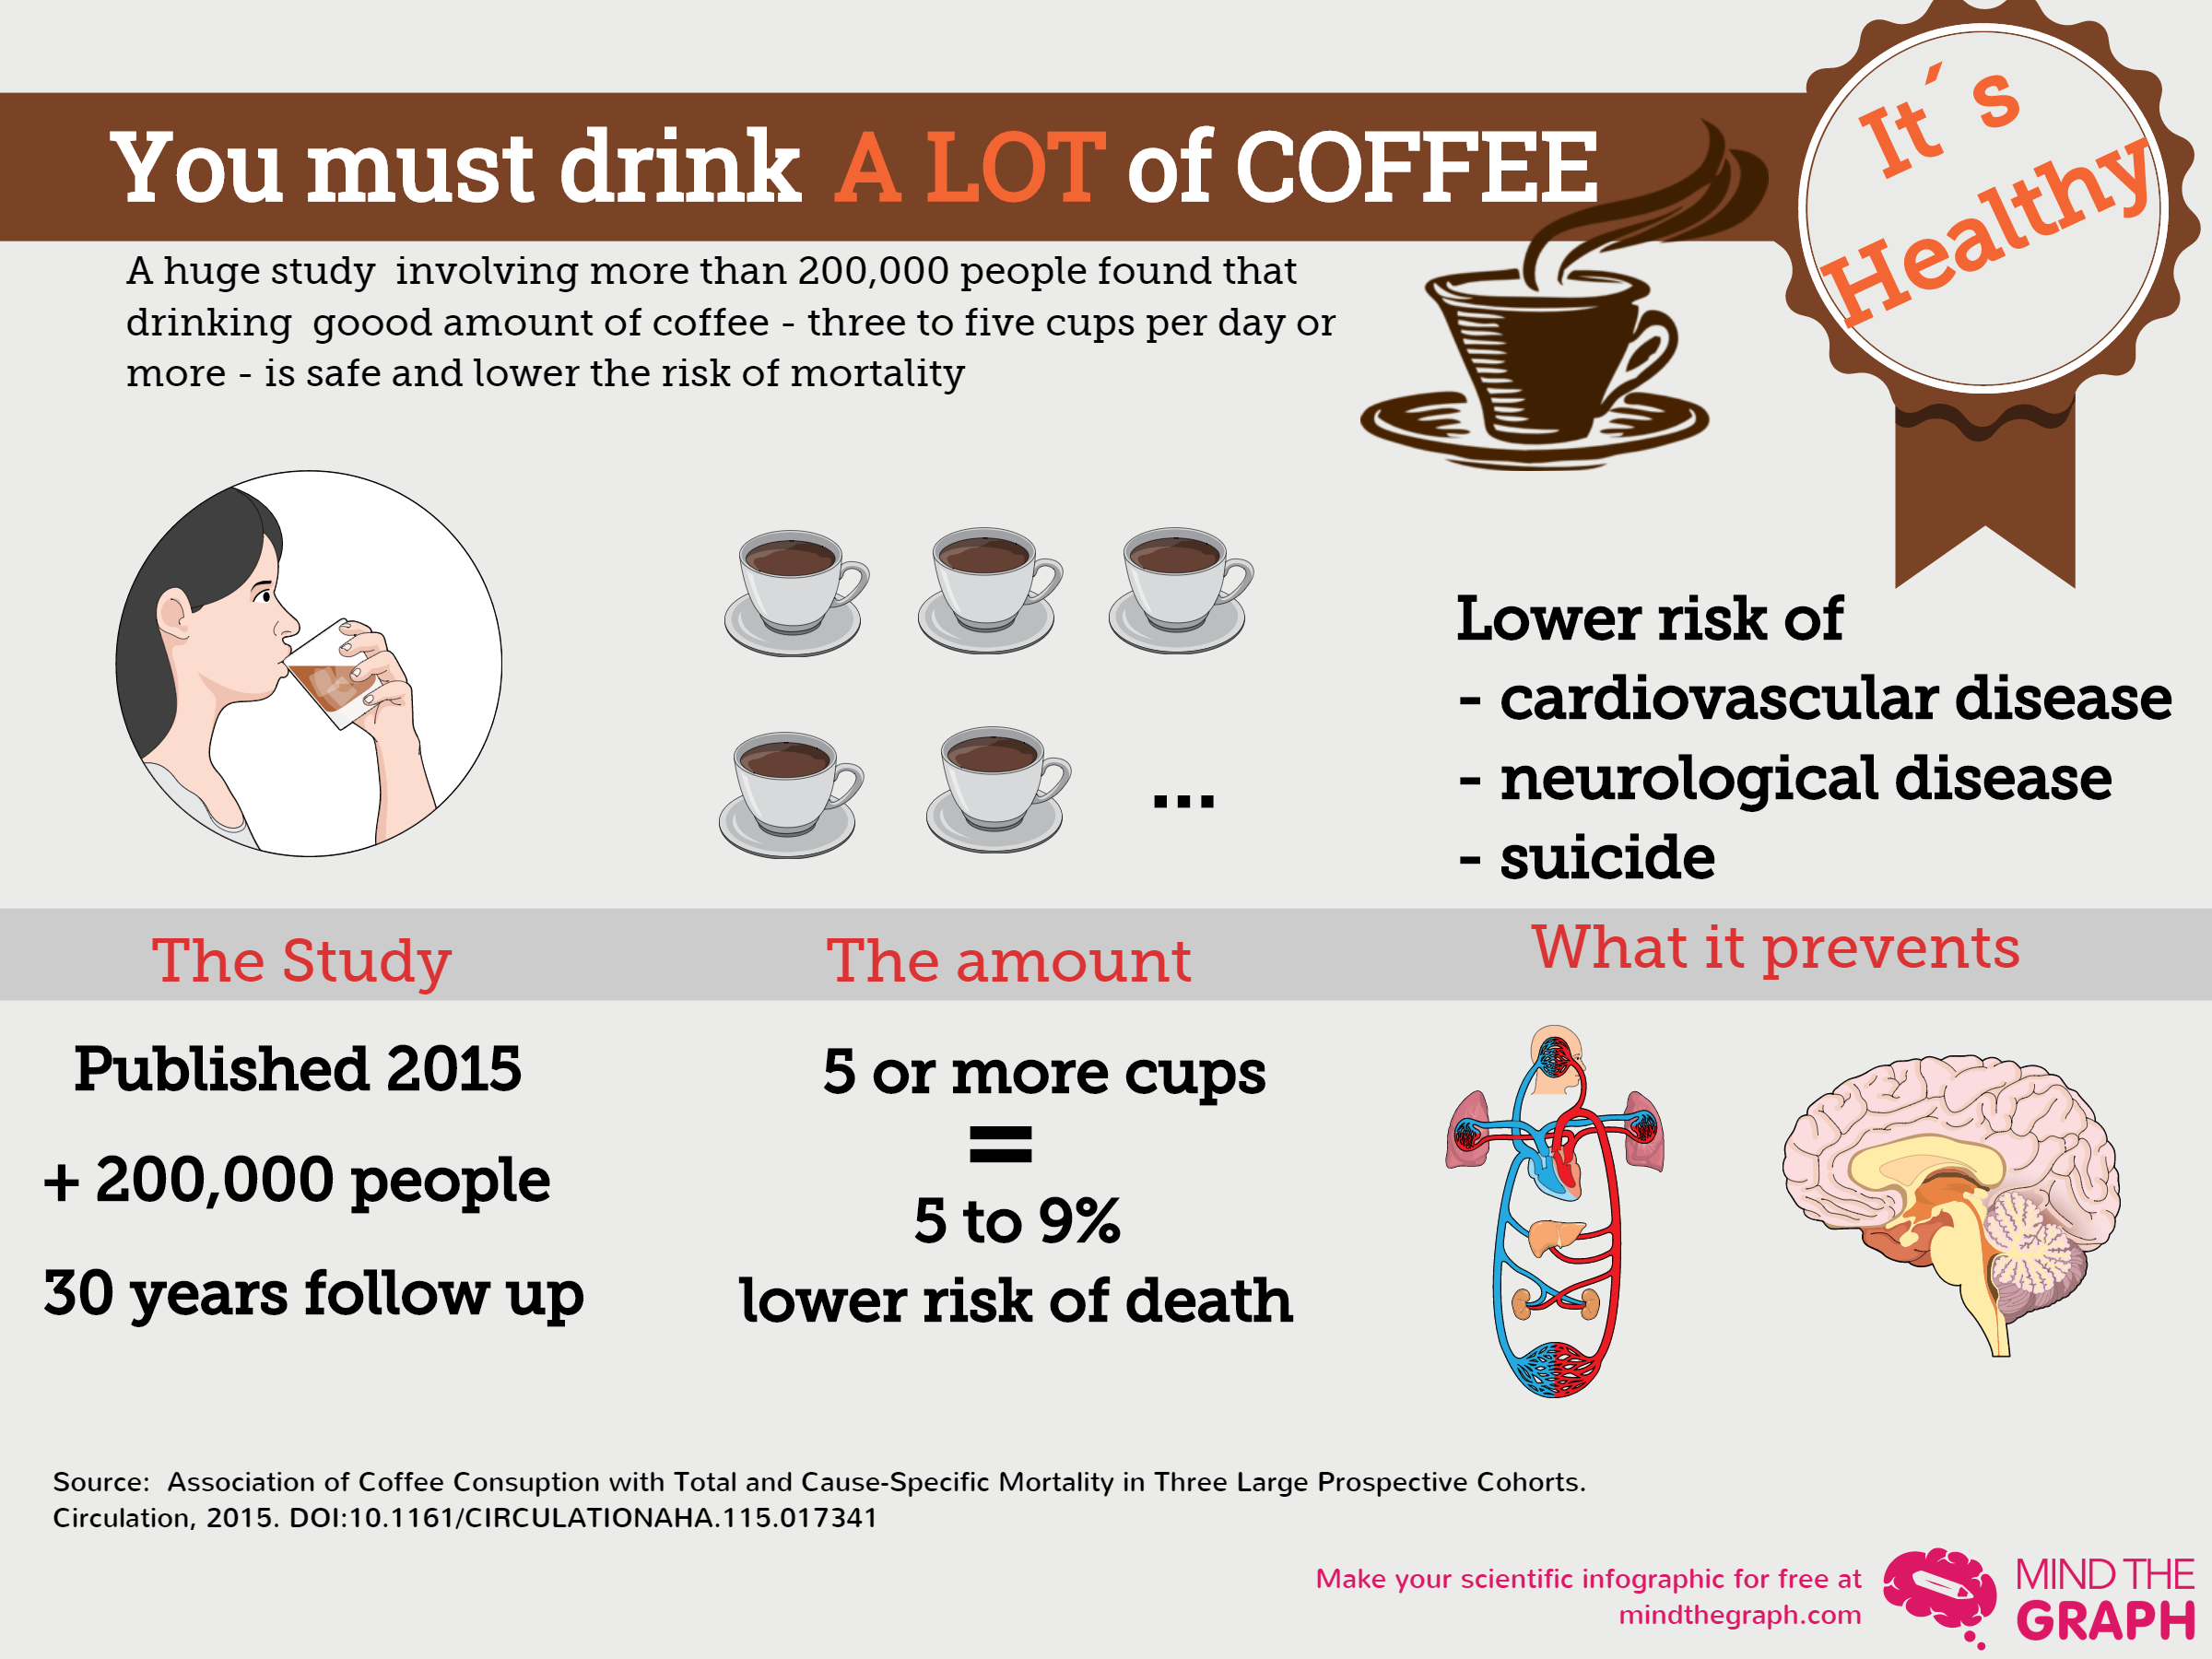 You must drink A LOT of COFFEE
It´s
Healthy
A huge study involving more than 200,000 people found that
drinking goood amount of coffee - three to five cups per day or
more - is safe and lower the risk of mortality
...
Lower risk of
- cardiovascular disease
- neurological disease
- suicide
The Study
The amount
What it prevents
Published 2015
+ 200,000 people
30 years follow up
5 or more cups
=
5 to 9%
lower risk of death
Source: Association of Coffee Consuption with Total and Cause-Specific Mortality in Three Large Prospective Cohorts.
Circulation, 2015. DOI:10.1161/CIRCULATIONAHA.115.017341
Make your scientific infographic for free at
mindthegraph.com
MIND THE
GRAPH